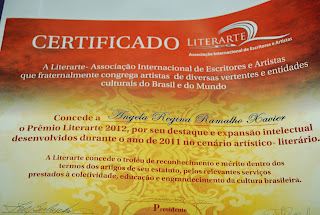 CERTIFICADO LITERARTE
Associação Internacional de Escritores e Artistas
A Literarte- Associação Internacional de Escritores e Artistas
que fraternalmente congrega artistas de diversas vertentes e entidades
culturais do Brasil e do Mundo
Concede a Angela Regina Ramalho Xavier
o Prêmio Literarte 2012, por seu destaque e expansão intelectual
desenvolvidos durante o ano de 2011 no cenário artístico- literário.
A Literarte concede o troféu de reconhecimento e mérito dentro dos
termos dos artigos de seu estatuto, pelos relevantes serviços
prestados à coletividade, educação e engrandecimento da cultura brasileira.
Presidente